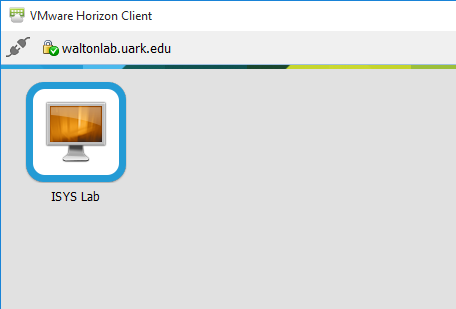 VMware Horizon Client
waltonlab.uark.edu
ISYS Lab